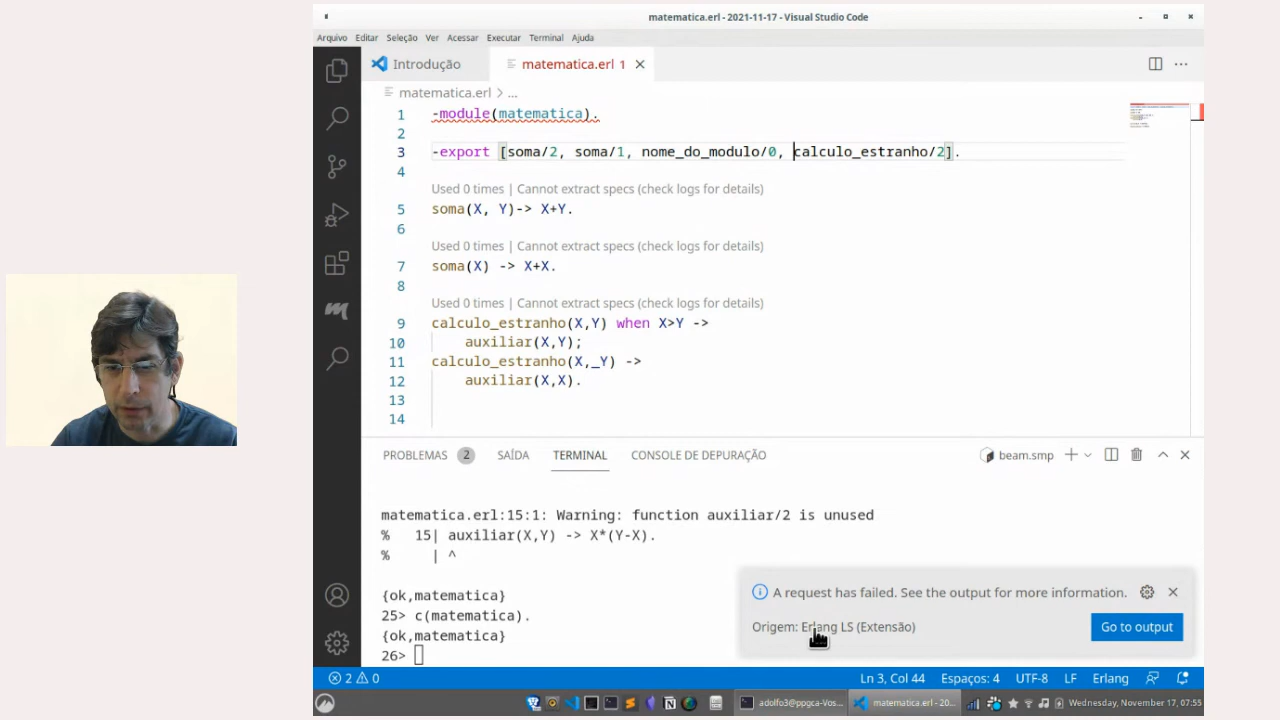 matematica.erl - 2021-11-17 - Visual Studio Code
Arquivo Editar Seleção Ver Acessar Executar Terminal Ajuda
Introdução matematica.erl 1
matematica.erl > ...
1 -module(matematica).
2
3 -export [soma/2, soma/1, nome_do_modulo/0, calculo_estranho/2].
4
Used 0 times | Cannot extract specs (check logs for details)
5 soma(X, Y)-> X+Y.
6
Used 0 times | Cannot extract specs (check logs for details)
7 soma(X) -> X+X.
8
Used 0 times | Cannot extract specs (check logs for details)
9 calculo_estranho(X,Y) when X>Y ->
10 auxiliar(X,Y);
11 calculo_estranho(X,_Y) ->
12 auxiliar(X,X).
13
14
PROBLEMAS 2 SAÍDA TERMINAL CONSOLE DE DEPURAÇÃO beam.smp
matematica.erl:15:1: Warning: function auxiliar/2 is unused
% 15| auxiliar(X,Y) -> X*(Y-X).
% | ^
{ok,matematica}
25> c(matematica).
{ok,matematica}
26>
A request has failed. See the output for more information.
Origem: Erlang LS (Extensão) Go to output
2 0 Ln 3, Col 44 Espaços: 4 UTF-8 LF Erlang
adolfo3@ppgca-Vos... matematica.erl - 20... Wednesday, November 17, 07:55